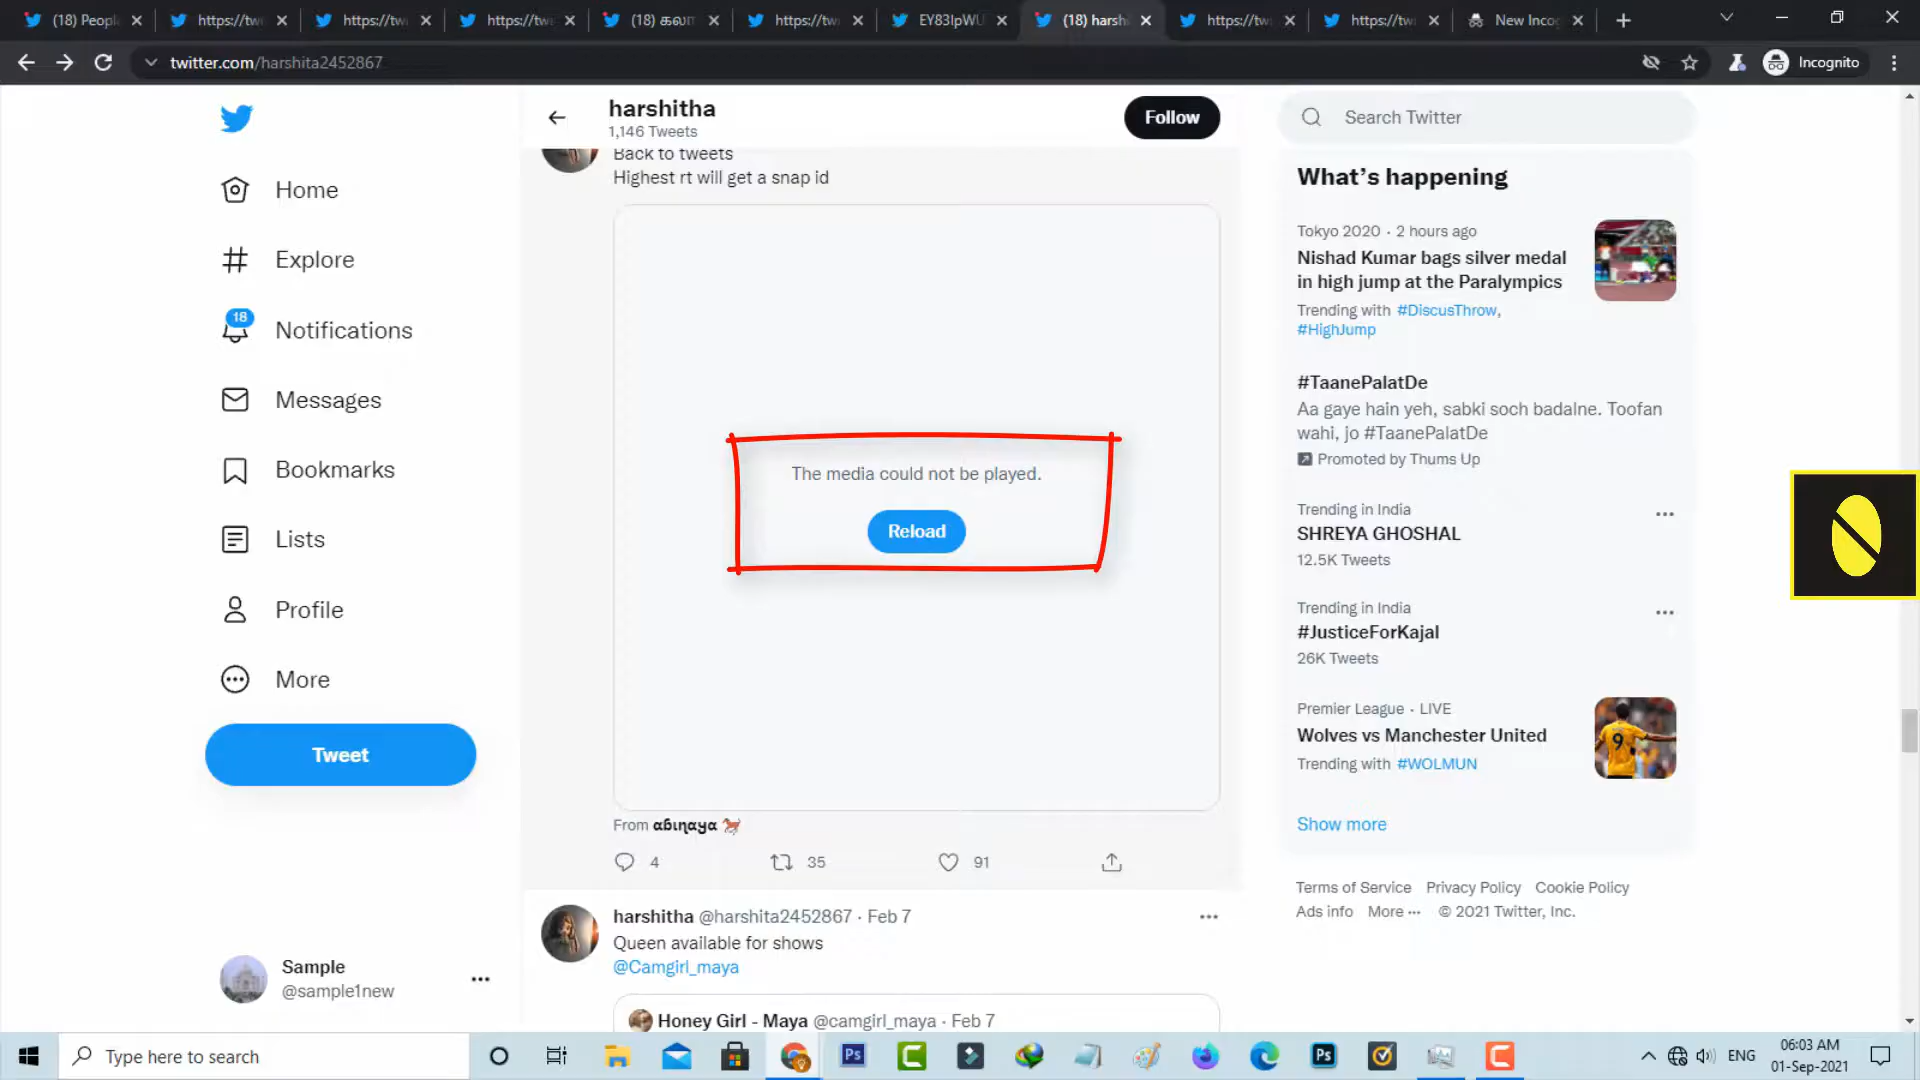 (18) People
https://tw
https://tw
https://twe
(18) கலா
https://tw
EY83IpWU
(18) harshi
https://tw
https://tw
New Incog
twitter.com/harshita2452867
Incognito
Home
Explore
18
Notifications
Messages
Bookmarks
Lists
Profile
More
Tweet
Sample
@sample1new
harshitha
1,146 Tweets
Follow
Back to tweets
Highest rt will get a snap id
The media could not be played.
Reload
From αϐιɳαყα
4
35
91
harshitha @harshita2452867 · Feb 7
Queen available for shows
@Camgirl_maya
Honey Girl - Maya @camgirl_maya · Feb 7
Search Twitter
What's happening
Tokyo 2020 · 2 hours ago
Nishad Kumar bags silver medal
in high jump at the Paralympics
Trending with #DiscusThrow,
#HighJump
#TaanePalatDe
Aa gaye hain yeh, sabki soch badalne. Toofan
wahi, jo #TaanePalatDe
Promoted by Thums Up
Trending in India
SHREYA GHOSHAL
12.5K Tweets
Trending in India
#JusticeForKajal
26K Tweets
Premier League · LIVE
Wolves vs Manchester United
Trending with #WOLMUN
9
Show more
Terms of Service Privacy Policy Cookie Policy
Ads info More ··· © 2021 Twitter, Inc.
Type here to search
Ps
Ps
ENG
06:03 AM
01-Sep-2021